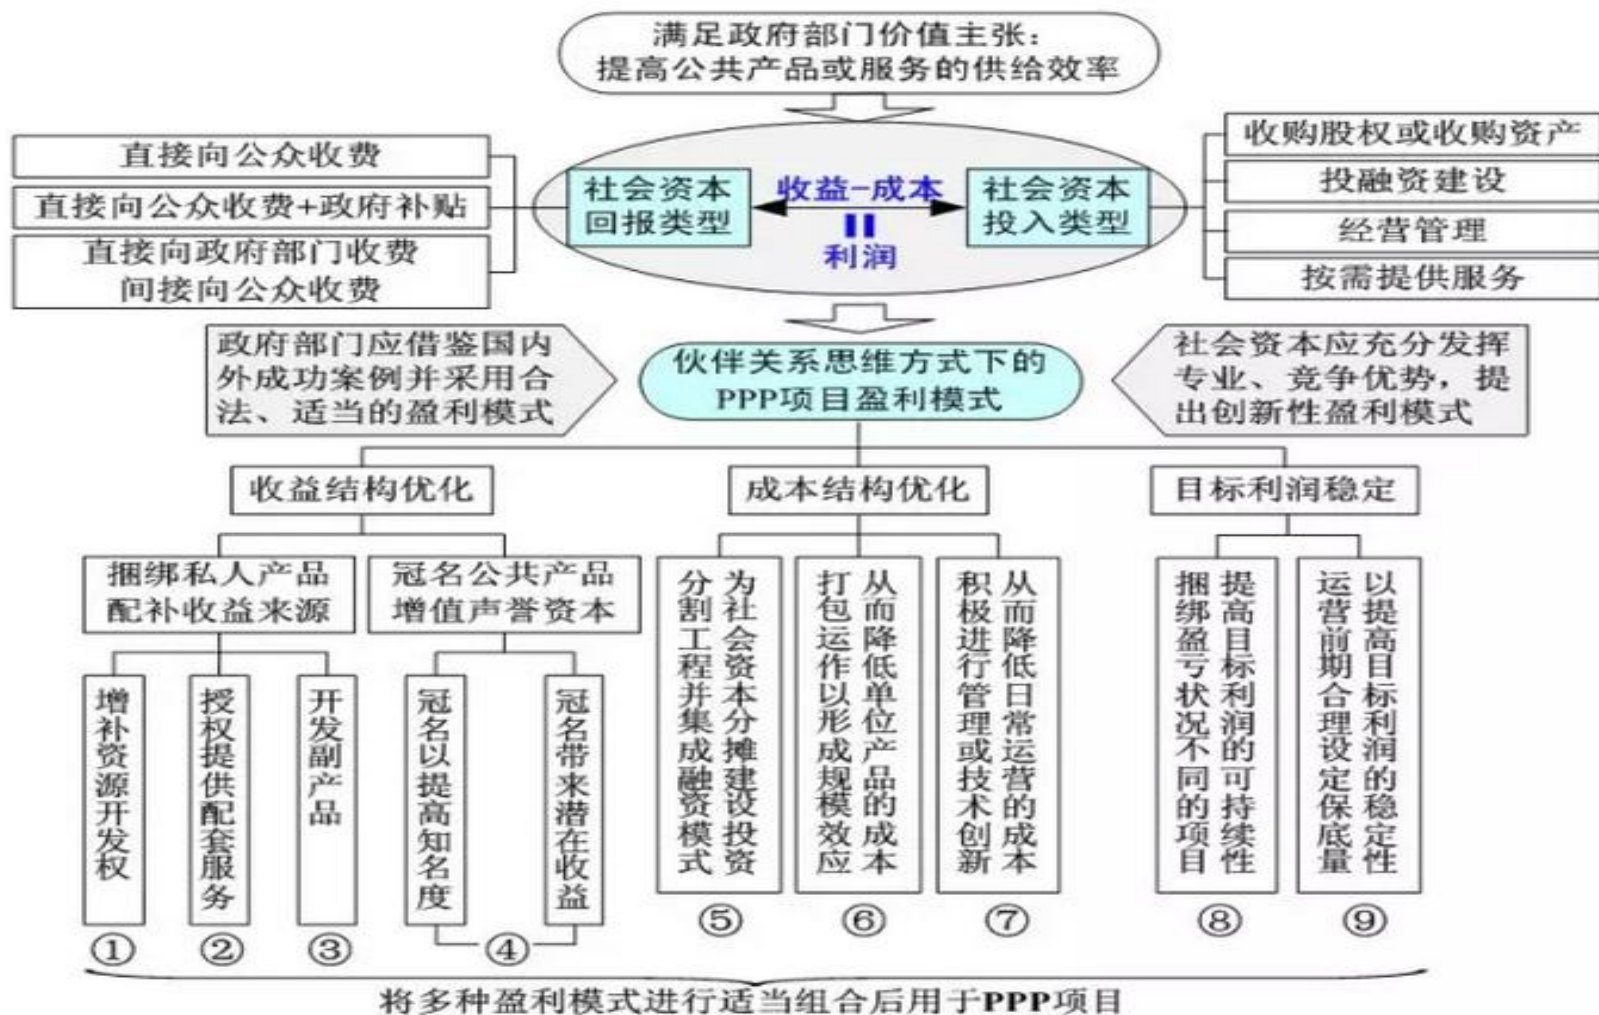 满足政府部门价值主张：
提高公共产品或服务的供给效率
直接向公众收费
直接向公众收费+政府补贴
直接向政府部门收费
间接向公众收费
社会资本
回报类型
收益-成本
=
利润
社会资本
投入类型
收购股权或收购资产
投融资建设
经营管理
按需提供服务
政府部门应借鉴国内
外成功案例并采用合
法、适当的盈利模式
伙伴关系思维方式下的
PPP项目盈利模式
社会资本应充分发挥
专业、竞争优势，提
出创新性盈利模式
收益结构优化
成本结构优化
目标利润稳定
捆绑私人产品
配补收益来源
冠名公共产品
增值声誉资本
增补资源开发权
授权提供配套服务
开发副产品
冠名以提高知名度
冠名带来潜在收益
分割工程并集成融资模式
为社会资本分摊建设投资
打包运作以形成规模效应
从而降低单位产品的成本
积极进行管理或技术创新
从而降低日常运营的成本
捆绑盈亏状况不同的项目
提高目标利润的可持续性
运营前期合理设定保底量
以提高目标利润的稳定性
①
②
③
④
⑤
⑥
⑦
⑧
⑨
将多种盈利模式进行适当组合后用于PPP项目